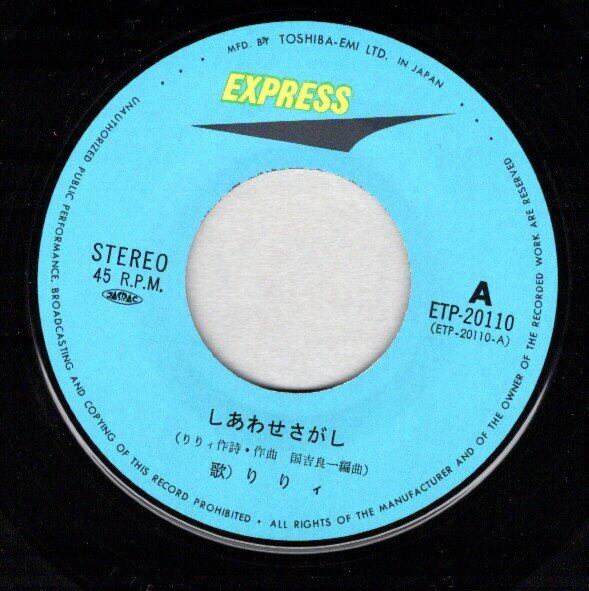 MFD. BY TOSHIBA-EMI LTD. IN JAPAN
EXPRESS
STEREO
45 R.P.M.
JASRAC
A
ETP-20110
(ETP-20110-A)
しあわせさがし
(りりィ作詩・作曲 国吉良一編曲)
歌) りりィ
UNAUTHORIZED PUBLIC PERFORMANCE, BROADCASTING AND COPYING OF THIS RECORD PROHIBITED • ALL RIGHTS OF THE MANUFACTURER AND OF THE OWNER OF THE RECORDED WORK ARE RESERVED